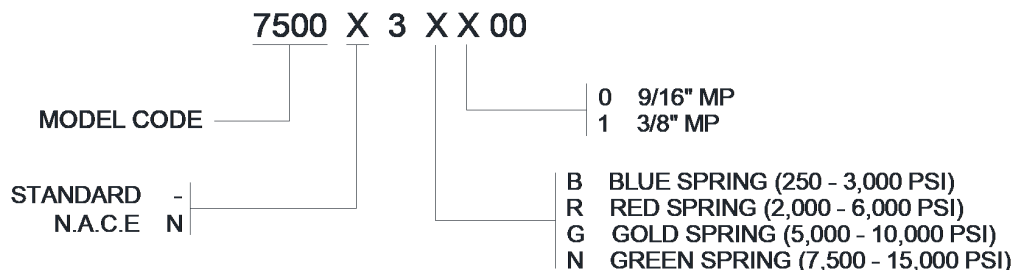 7500 X 3 X X 00
0 9/16" MP
1 3/8" MP
MODEL CODE
STANDARD -
N.A.C.E N
B BLUE SPRING (250 - 3,000 PSI)
R RED SPRING (2,000 - 6,000 PSI)
G GOLD SPRING (5,000 - 10,000 PSI)
N GREEN SPRING (7,500 - 15,000 PSI)